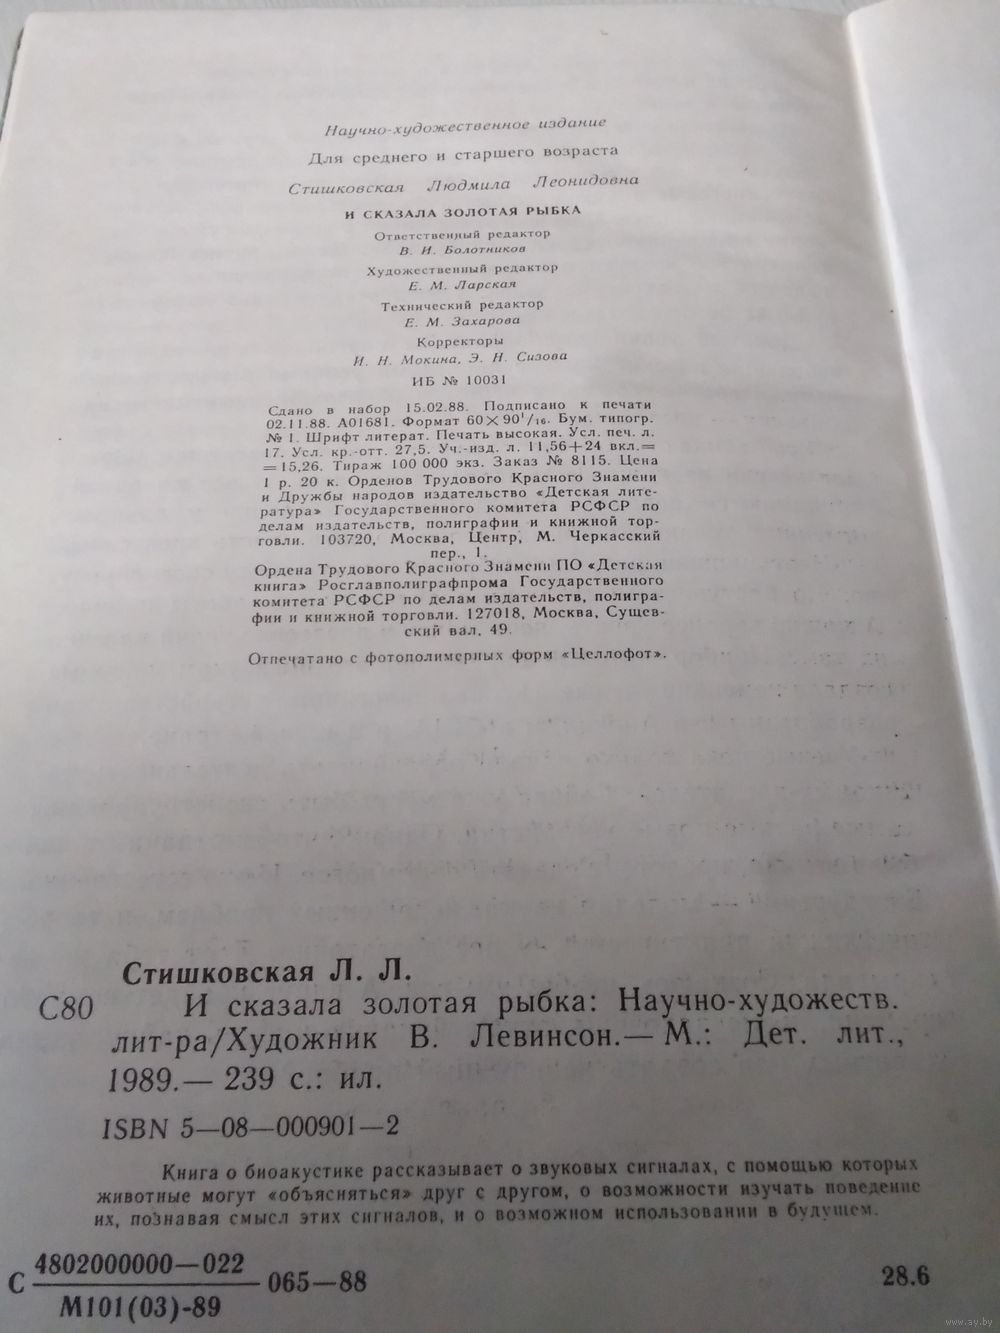 Научно-художественное издание
Для среднего и старшего возраста
Стишковская Людмила Леонидовна
И СКАЗАЛА ЗОЛОТАЯ РЫБКА
Ответственный редактор
В. И. Болотников
Художественный редактор
Е. М. Ларская
Технический редактор
Е. М. Захарова
Корректоры
И. Н. Мокина, Э. Н. Сизова
ИБ № 10031
Сдано в набор 15.02.88. Подписано к печати
02.11.88. А01681. Формат 60×90¹/₁₆. Бум. типогр.
№ 1. Шрифт литерат. Печать высокая. Усл. печ. л.
17. Усл. кр.-отт. 27,5. Уч.-изд. л. 11,56+24 вкл.=
=15,26. Тираж 100 000 экз. Заказ № 8115. Цена
1 р. 20 к. Орденов Трудового Красного Знамени
и Дружбы народов издательство «Детская лите-
ратура» Государственного комитета РСФСР по
делам издательств, полиграфии и книжной тор-
говли. 103720, Москва, Центр, М. Черкасский
пер., 1.
Ордена Трудового Красного Знамени ПО «Детская
книга» Росглавполиграфпрома Государственного
комитета РСФСР по делам издательств, полигра-
фии и книжной торговли. 127018, Москва, Сущев-
ский вал, 49.
Отпечатано с фотополимерных форм «Целлофот».
Стишковская Л. Л.
С80 И сказала золотая рыбка: Научно-художеств.
лит-ра/Художник В. Левинсон.— М.: Дет. лит.,
1989.— 239 с.: ил.
ISBN 5—08—000901—2
Книга о биоакустике рассказывает о звуковых сигналах, с помощью которых
животные могут «объясняться» друг с другом, о возможности изучать поведение
их, познавая смысл этих сигналов, и о возможном использовании в будущем.
4802000000—022
С 065—88 28.6
М101(03)-89
www.ay.by